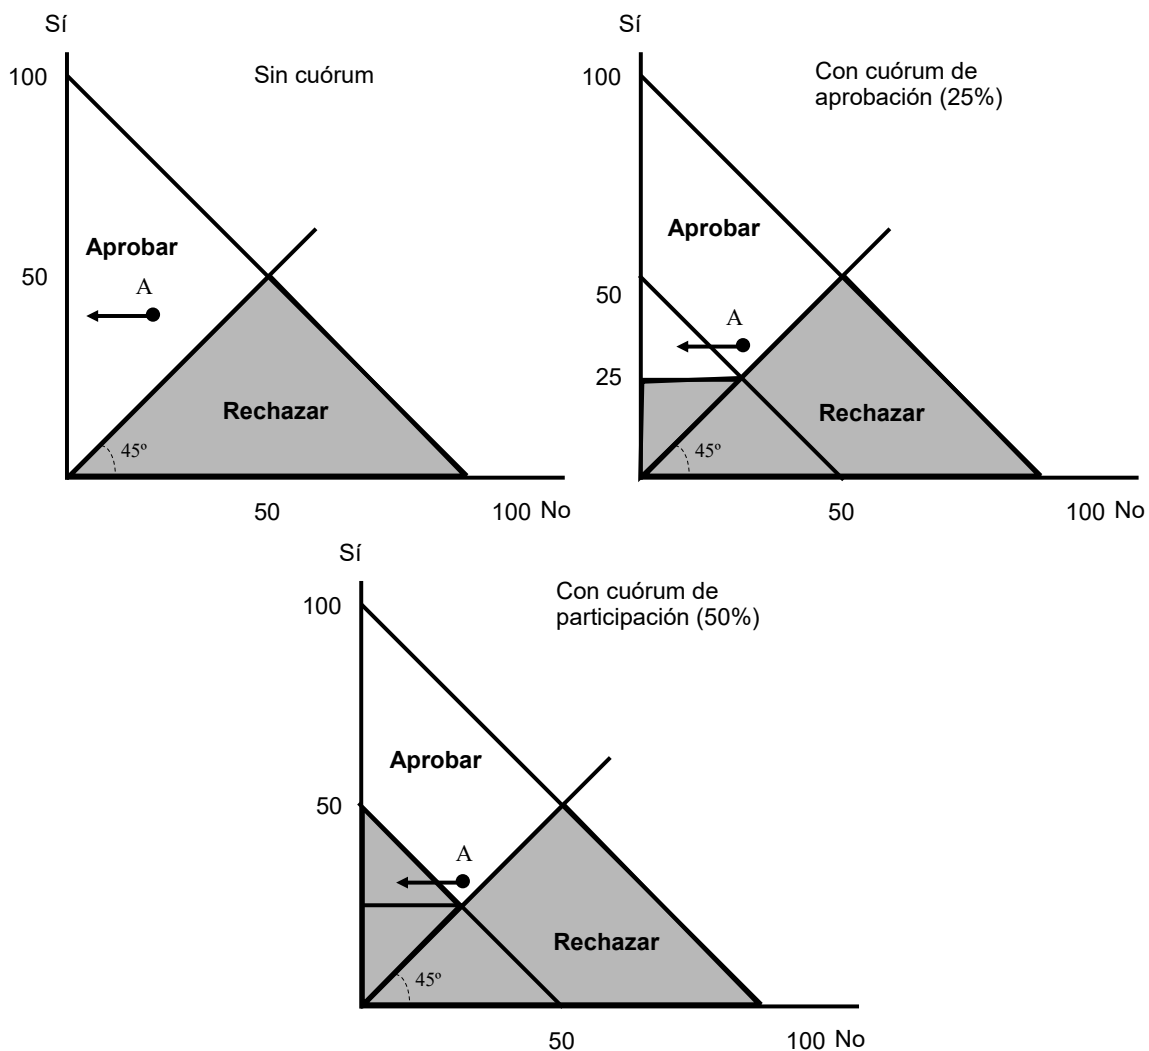 Sí
Sin cuórum
100
Aprobar
50
A
Rechazar
45º
50
100 No
Sí
Con cuórum de
aprobación (25%)
100
Aprobar
50
A
25
Rechazar
45º
50
100 No
Sí
Con cuórum de
participación (50%)
100
Aprobar
50
A
Rechazar
45º
50
100 No